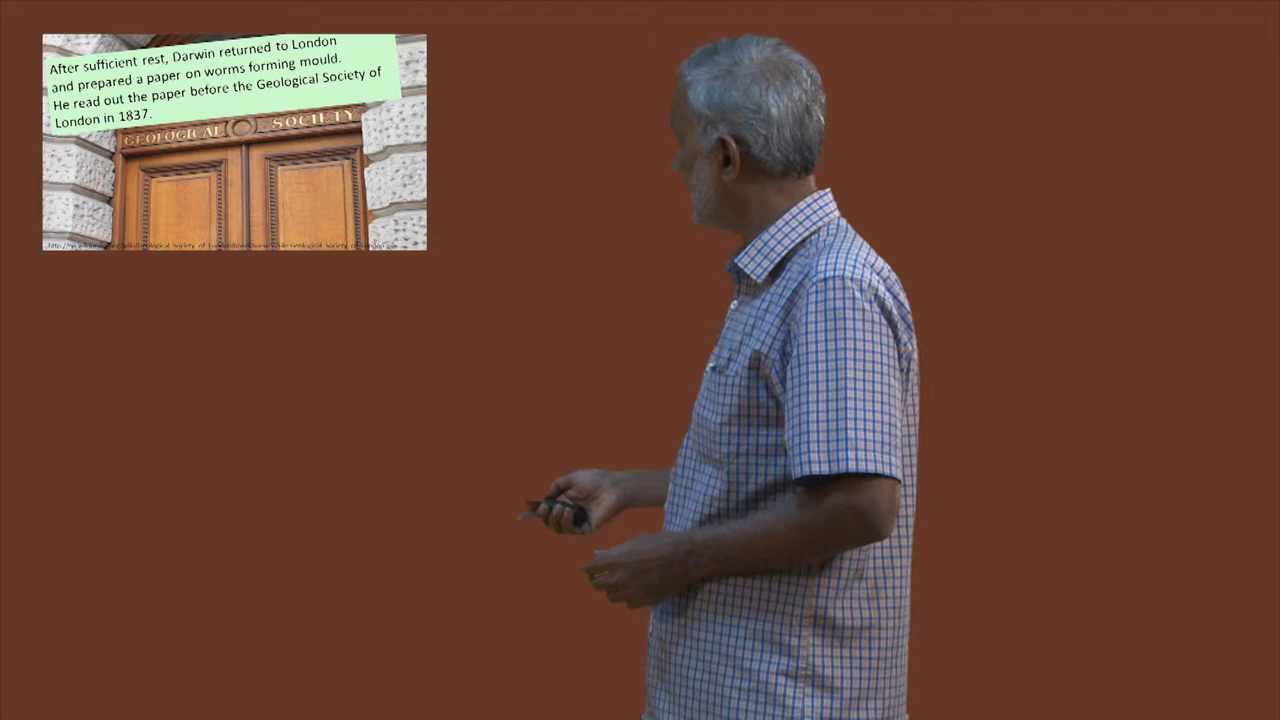 After sufficient rest, Darwin returned to London
and prepared a paper on worms forming mould.
He read out the paper before the Geological Society of
London in 1837.
GEOLOGICAL SOCIETY